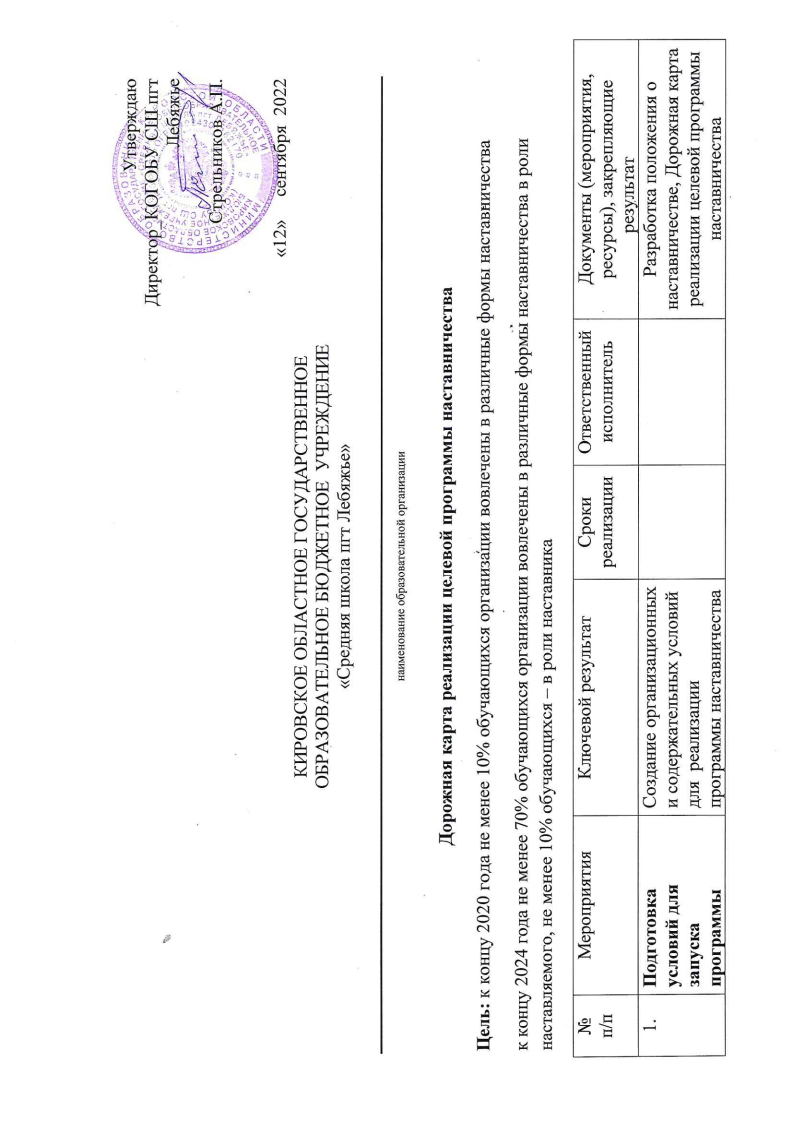 Утверждаю
Директор КОГОБУ СШ пгт
Лебяжье
Стрельников А.П.
«12» сентября 2022
КИРОВСКОЕ ОБЛАСТНОЕ ГОСУДАРСТВЕННОЕ
ОБРАЗОВАТЕЛЬНОЕ БЮДЖЕТНОЕ УЧРЕЖДЕНИЕ
«Средняя школа пгт Лебяжье»
наименование образовательной организации
Дорожная карта реализации целевой программы наставничества
Цель: к концу 2020 года не менее 10% обучающихся организации вовлечены в различные формы наставничества
к концу 2024 года не менее 70% обучающихся организации вовлечены в различные формы наставничества в роли
наставляемого, не менее 10% обучающихся – в роли наставника
№
п/п
Мероприятия
Ключевой результат
Сроки
реализации
Ответственный
исполнитель
Документы (мероприятия,
ресурсы), закрепляющие
результат
1.
Подготовка
условий для
запуска
программы
Создание организационных
и содержательных условий
для реализации
программы наставничества
Разработка положения о
наставничестве, Дорожная карта
реализации целевой программы
наставничества